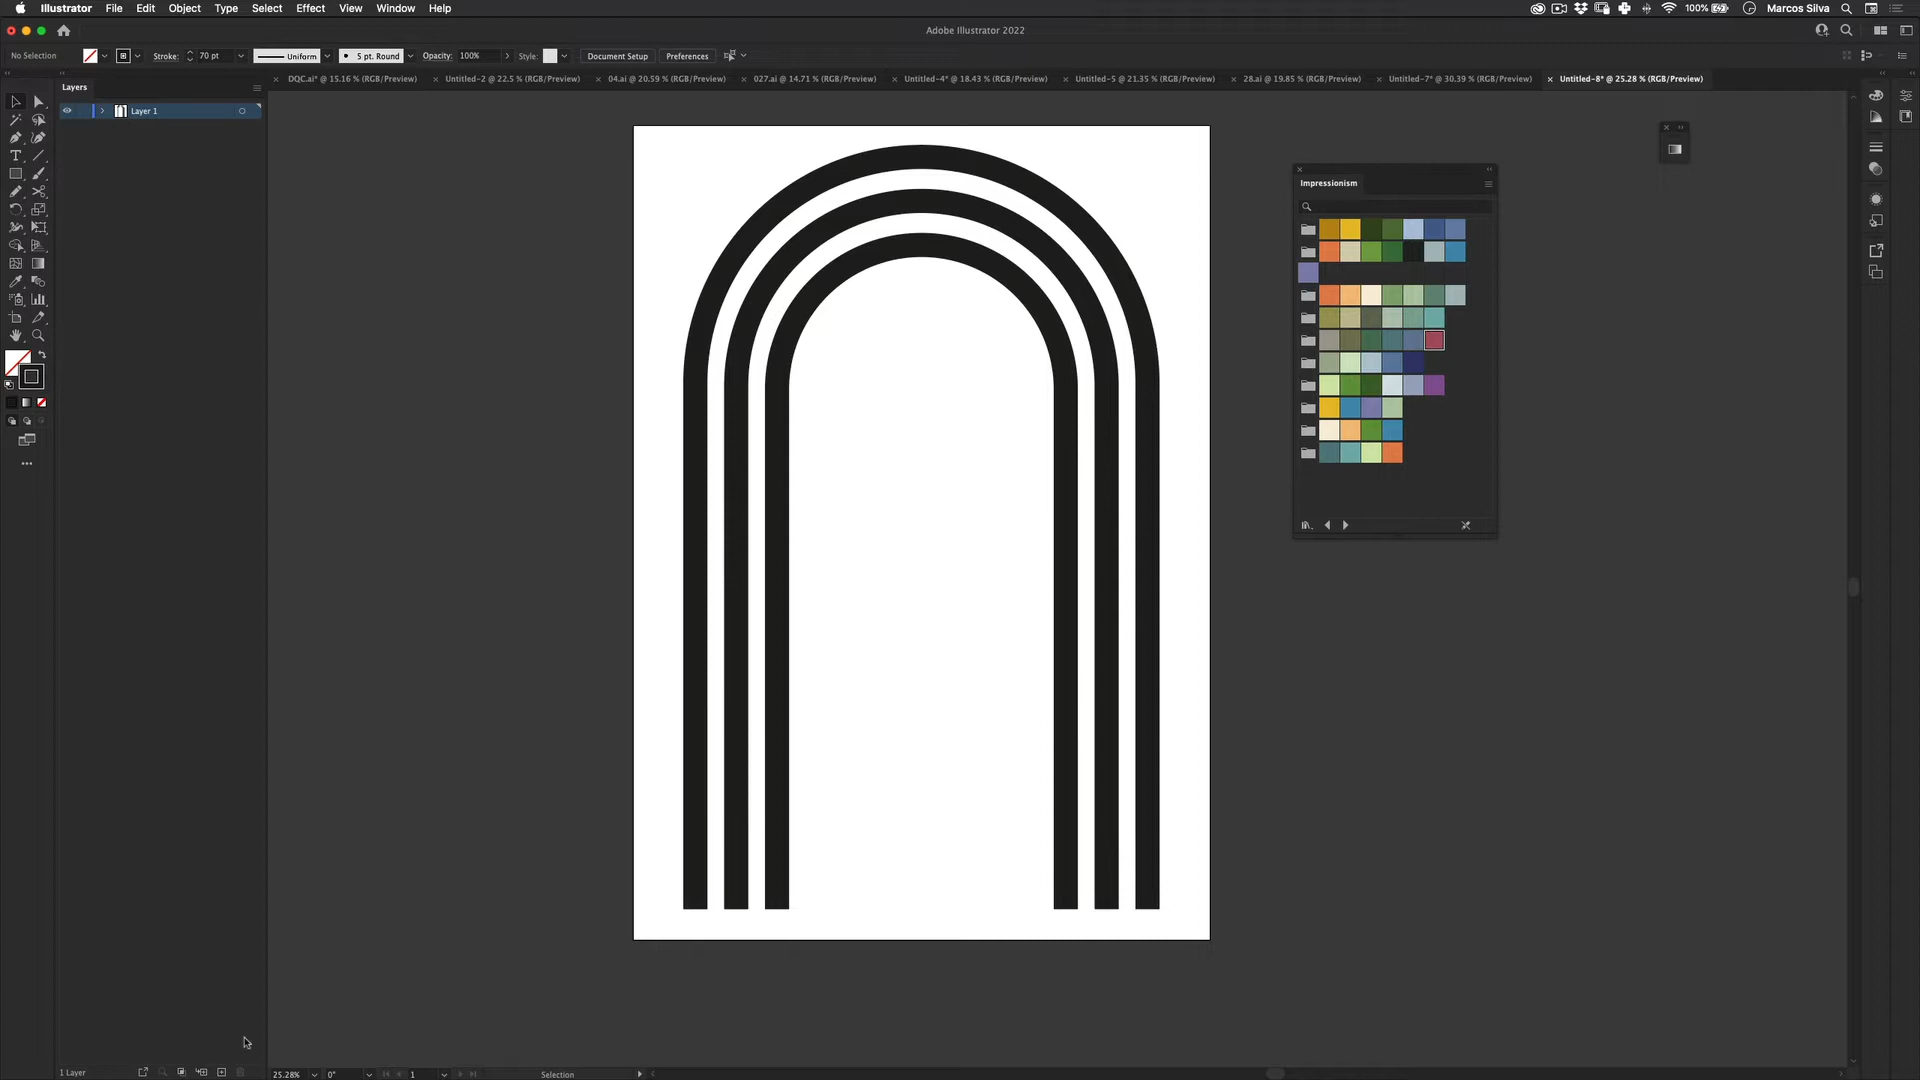 Illustrator File Edit Object Type Select Effect View Window Help 100% Marcos Silva
Adobe Illustrator 2022
No Selection Stroke: 70 pt Uniform 5 pt. Round Opacity: 100% Style: Document Setup Preferences
DQC.ai* @ 15.16 % (RGB/Preview) Untitled-2 @ 22.5 % (RGB/Preview) 04.ai @ 20.59 % (RGB/Preview) 027.ai @ 14.71 % (RGB/Preview) Untitled-4* @ 18.43 % (RGB/Preview) Untitled-5 @ 21.35 % (RGB/Preview) 28.ai @ 19.85 % (RGB/Preview) Untitled-7* @ 30.39 % (RGB/Preview) Untitled-8* @ 25.28 % (RGB/Preview)
Layers
Layer 1
Impressionism
1 Layer 25.28% 0° 1 Selection